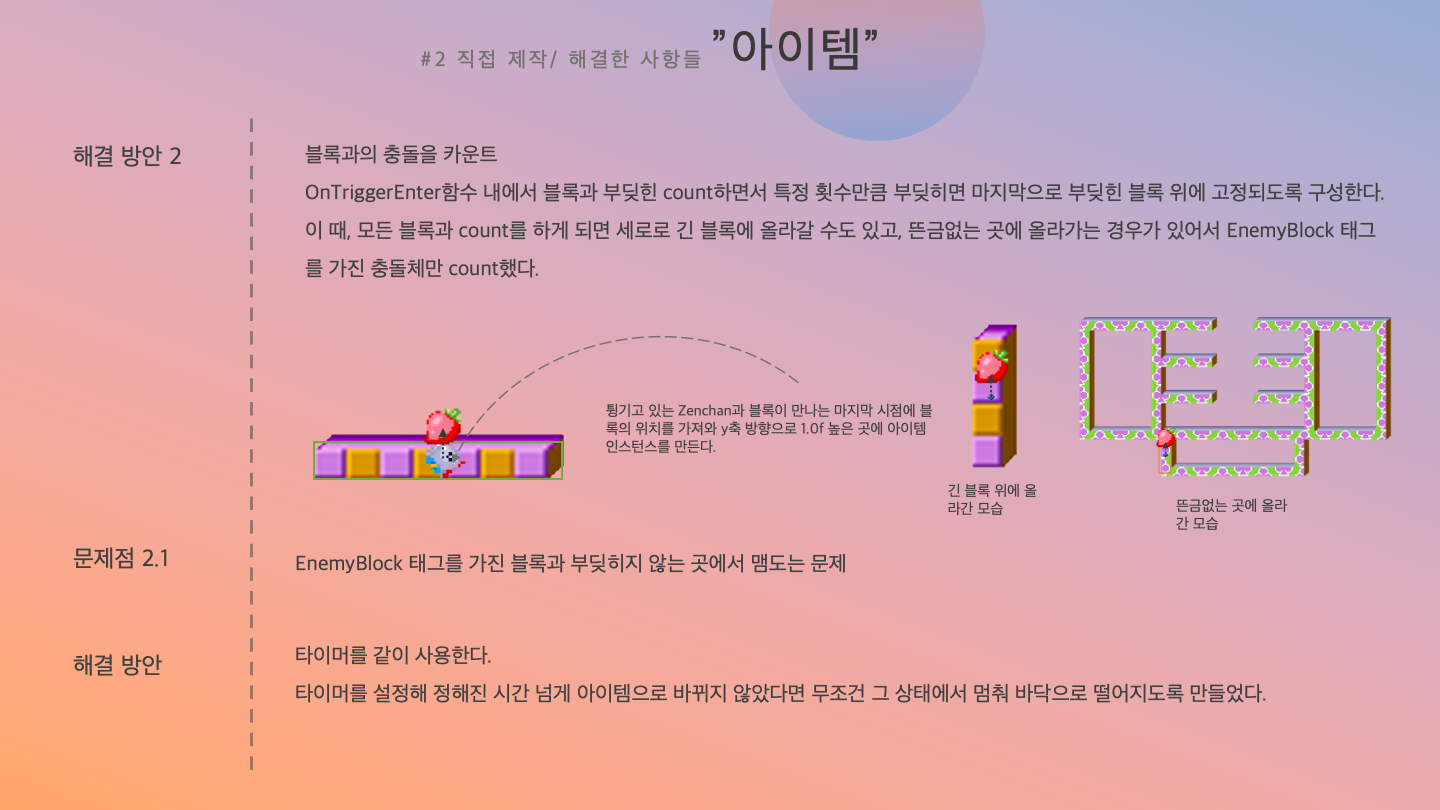 #2 직접 제작/ 해결한 사항들 ”아이템”
해결 방안 2
블록과의 충돌을 카운트
OnTriggerEnter함수 내에서 블록과 부딪힌 count하면서 특정 횟수만큼 부딪히면 마지막으로 부딪힌 블록 위에 고정되도록 구성한다.
이 때, 모든 블록과 count를 하게 되면 세로로 긴 블록에 올라갈 수도 있고, 뜬금없는 곳에 올라가는 경우가 있어서 EnemyBlock 태그
를 가진 충돌체만 count했다.
튕기고 있는 Zenchan과 블록이 만나는 마지막 시점에 블
록의 위치를 가져와 y축 방향으로 1.0f 높은 곳에 아이템
인스턴스를 만든다.
긴 블록 위에 올
라간 모습
뜬금없는 곳에 올라
간 모습
문제점 2.1
EnemyBlock 태그를 가진 블록과 부딪히지 않는 곳에서 맴도는 문제
해결 방안
타이머를 같이 사용한다.
타이머를 설정해 정해진 시간 넘게 아이템으로 바뀌지 않았다면 무조건 그 상태에서 멈춰 바닥으로 떨어지도록 만들었다.